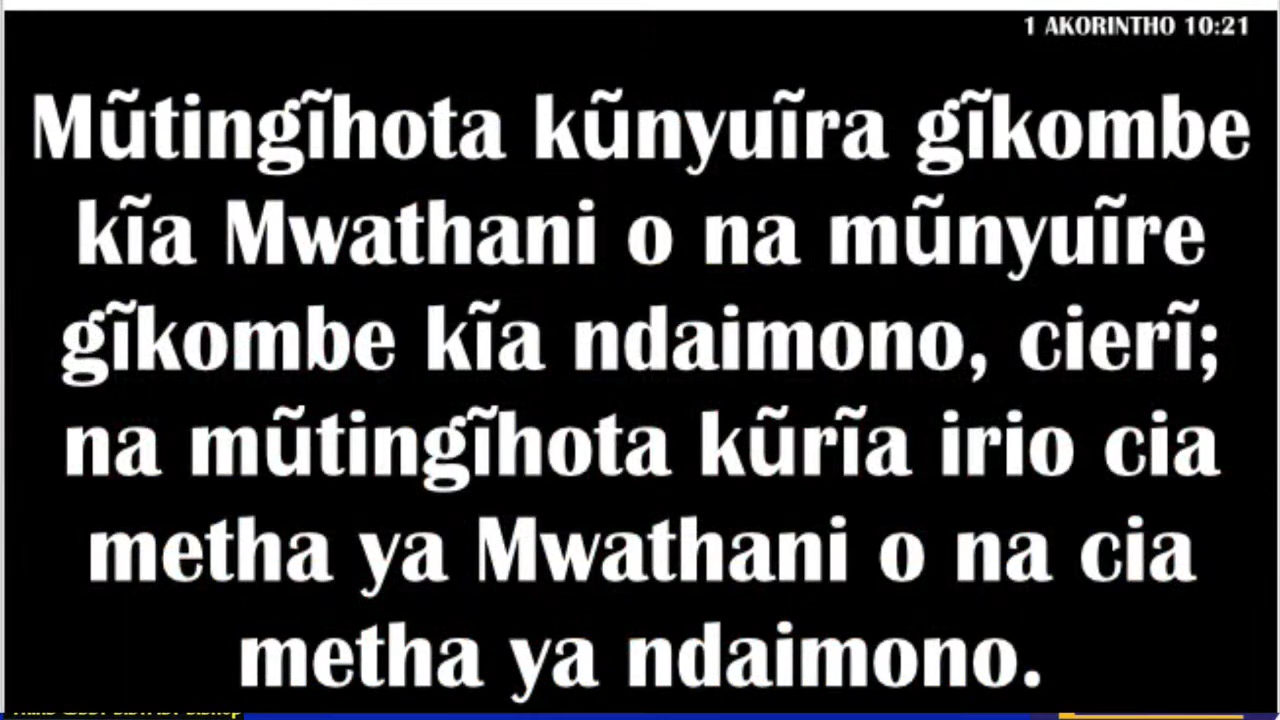 1 AKORINTHO 10:21
Mũtingĩhota kũnyuĩra gĩkombe
kĩa Mwathani o na mũnyuĩre
gĩkombe kĩa ndaimono, cierĩ;
na mũtingĩhota kũrĩa irio cia
metha ya Mwathani o na cia
metha ya ndaimono.